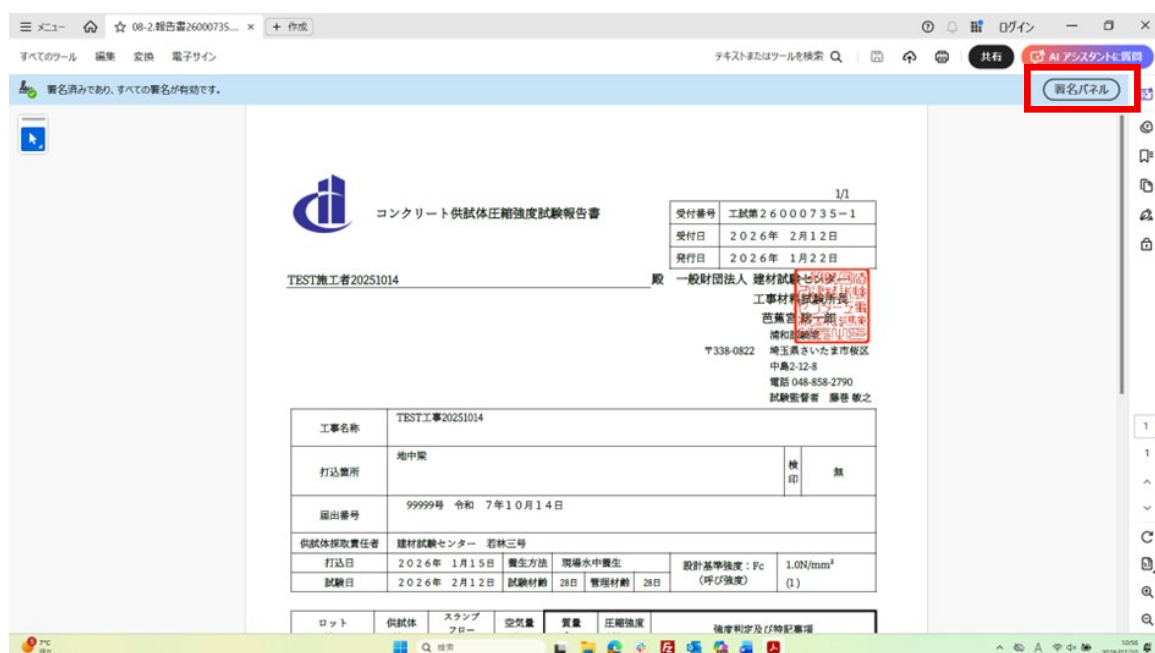 メニュー
☆ 08-2.報告書26000735... ×
+ 作成
ログイン
すべてのツール 編集 変換 電子サイン
テキストまたはツールを検索
共有
AI アシスタントに質問
署名済みであり、すべての署名が有効です。
署名パネル
1/1
コンクリート供試体圧縮強度試験報告書
受付番号 工試第26000735-1
受付日 2026年 2月12日
発行日 2026年 1月22日
TEST施工者20251014 殿
一般財団法人 建材試験センター
工事材料試験所長
〒338-0822 埼玉県さいたま市桜区
中島2-12-8
電話 048-858-2790
試験監督者 藤巻 敏之
工事名称 TEST工事20251014
打込箇所 地中梁 検印 無
届出番号 99999号 令和 7年10月14日
供試体採取責任者 建材試験センター 若林三号
打込日 2026年 1月15日 養生方法 現場水中養生 設計基準強度:Fc 1.0N/mm²
試験日 2026年 2月12日 試験材齢 28日 管理材齢 28日 (呼び強度) (1)
ロット 供試体 スランプ 空気量 質量 圧縮強度 強度判定及び特記事項
フロー
1
1
7°C
検索
A
10:56